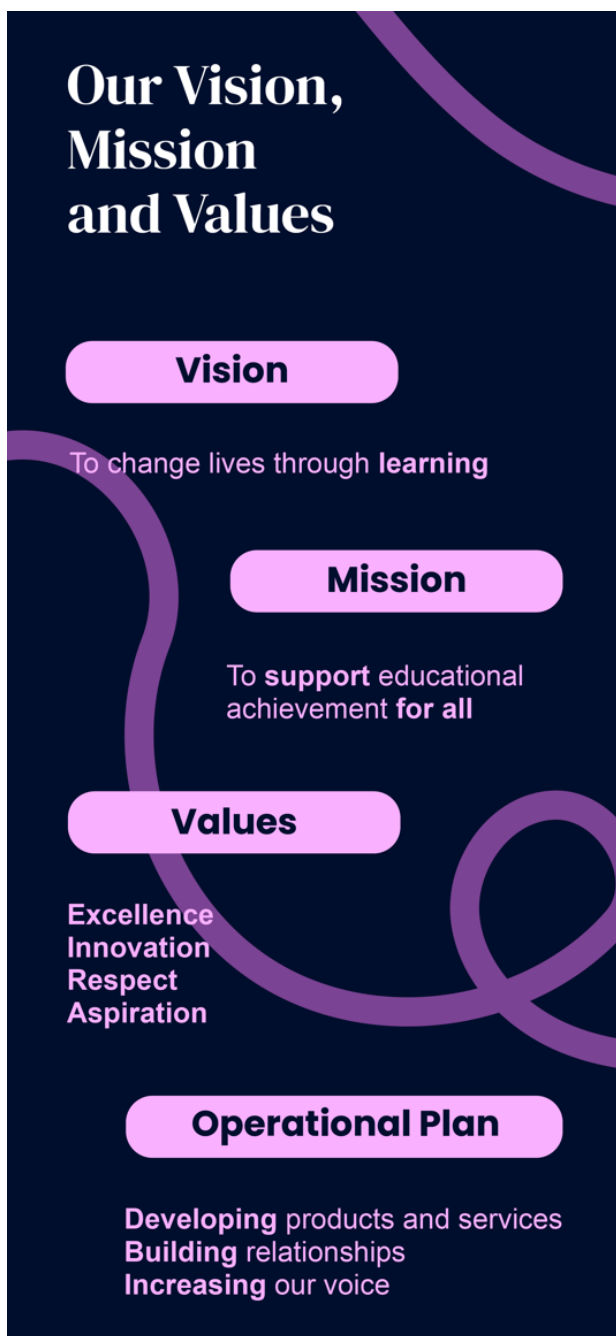 Our Vision,
Mission
and Values
Vision
To change lives through learning
Mission
To support educational
achievement for all
Values
Excellence
Innovation
Respect
Aspiration
Operational Plan
Developing products and services
Building relationships
Increasing our voice